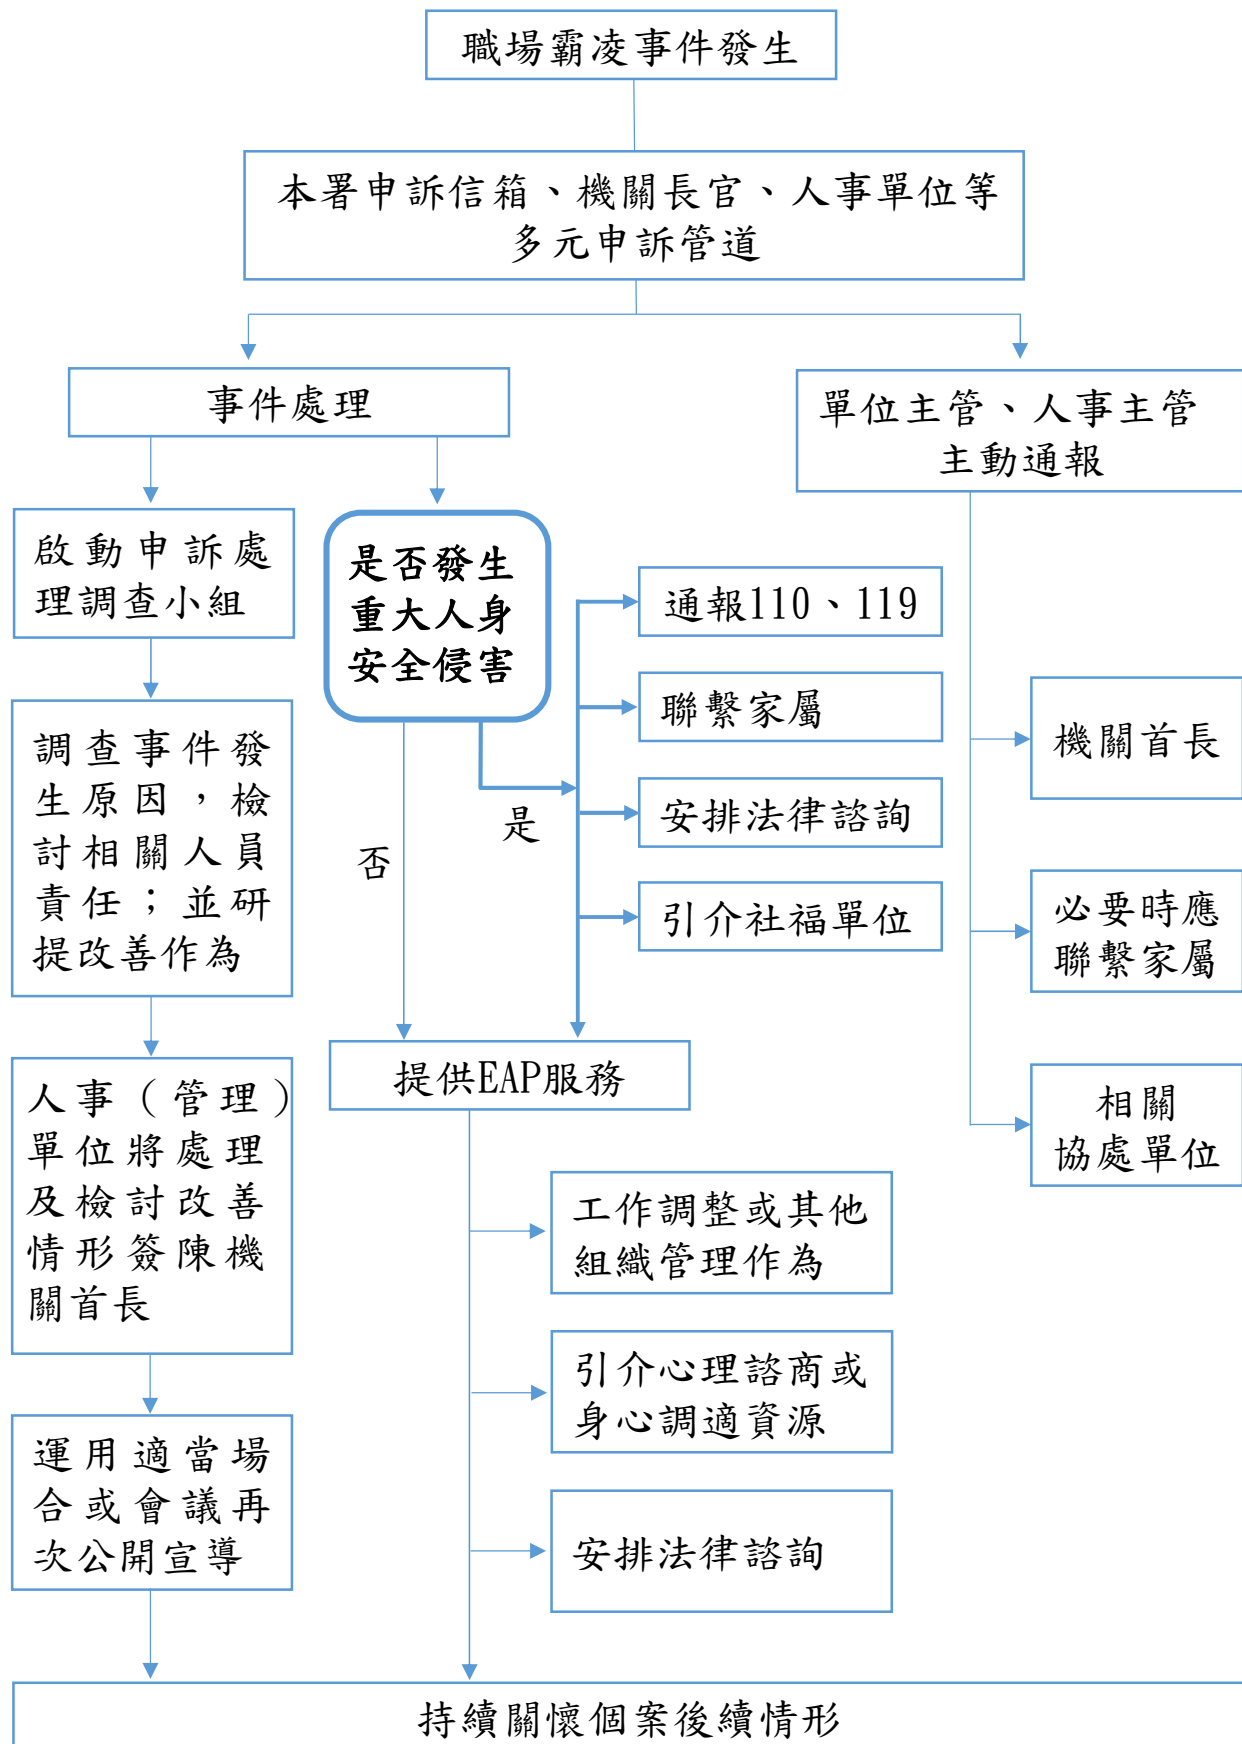 職場霸凌事件發生
本署申訴信箱、機關長官、人事單位等
多元申訴管道
事件處理
單位主管、人事主管
主動通報
啟動申訴處
理調查小組
是否發生
重大人身
安全侵害
通報110、119
聯繫家屬
安排法律諮詢
引介社福單位
是
否
機關首長
必要時應
聯繫家屬
相關
協處單位
調查事件發
生原因，檢
討相關人員
責任；並研
提改善作為
提供EAP服務
人事（管理）
單位將處理
及檢討改善
情形簽陳機
關首長
工作調整或其他
組織管理作為
引介心理諮商或
身心調適資源
安排法律諮詢
運用適當場
合或會議再
次公開宣導
持續關懷個案後續情形